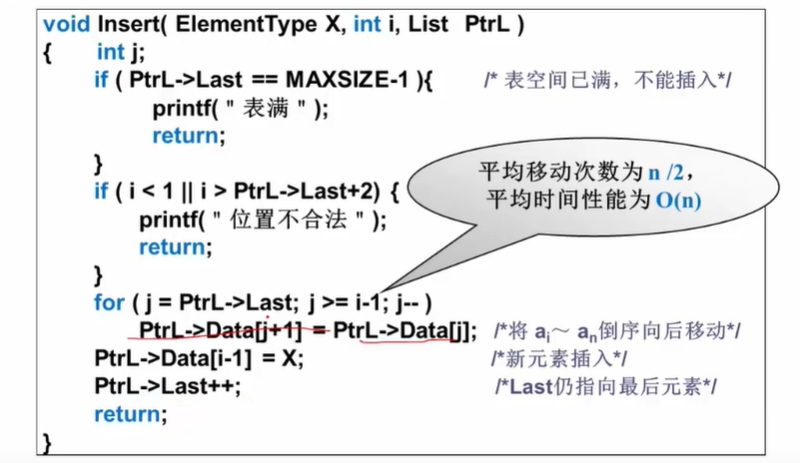 void Insert( ElementType X, int i, List PtrL )
{ int j;
if ( PtrL->Last == MAXSIZE-1 ){ /* 表空间已满，不能插入*/
printf( " 表满 " );
return;
}
if ( i < 1 || i > PtrL->Last+2) {
printf( " 位置不合法 " );
return;
}
平均移动次数为 n /2，
平均时间性能为 O(n)
for ( j = PtrL->Last; j >= i-1; j-- )
PtrL->Data[j+1] = PtrL->Data[j]; /*将 ai～ an倒序向后移动*/
PtrL->Data[i-1] = X; /*新元素插入*/
PtrL->Last++; /*Last仍指向最后元素*/
return;
}